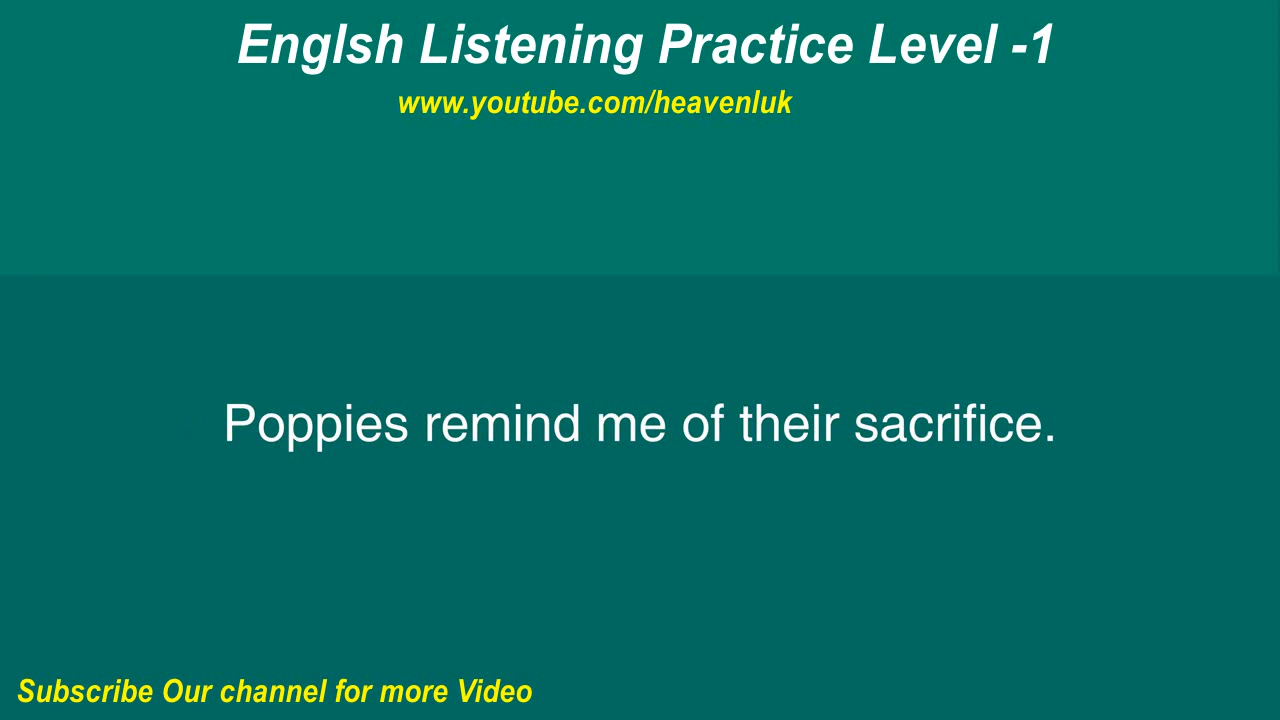 Englsh Listening Practice Level -1
www.youtube.com/heavenluk
Poppies remind me of their sacrifice.
Subscribe Our channel for more Video